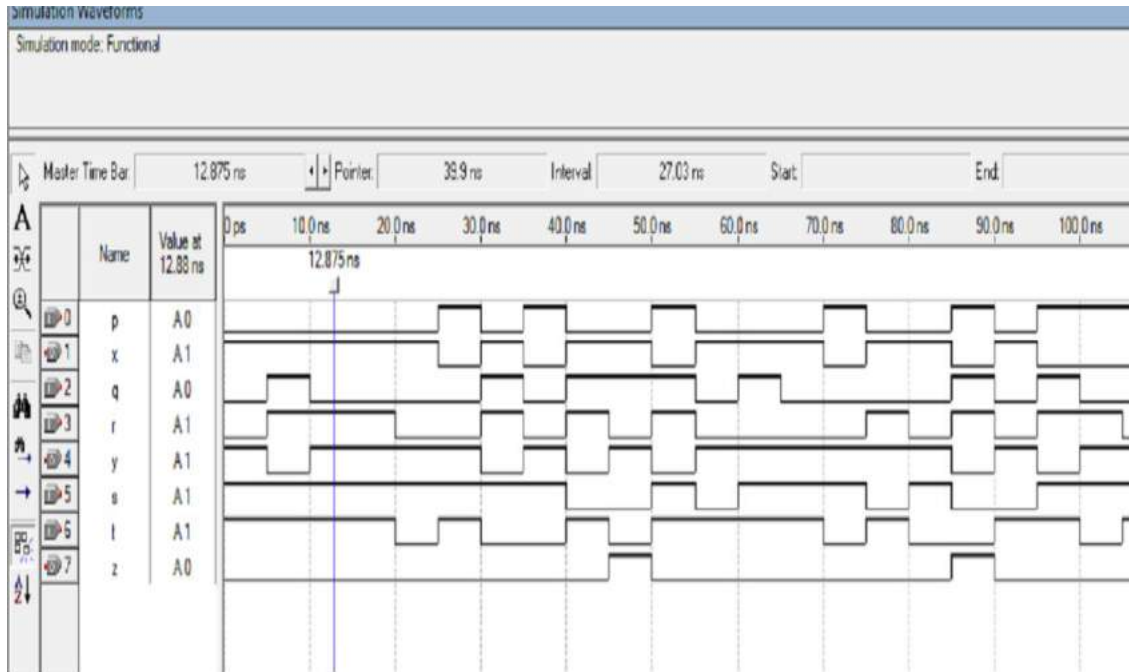 Simulation Waveforms
Simulation mode: Functional
Master Time Bar: 12.875 ns Pointer: 39.9 ns Interval: 27.03 ns Start: End:
Name Value at 12.88 ns 0 ps 10.0 ns 20.0 ns 30.0 ns 40.0 ns 50.0 ns 60.0 ns 70.0 ns 80.0 ns 90.0 ns 100.0 ns
12.875 ns
0 p A 0
1 x A 1
2 q A 0
3 r A 1
4 y A 1
5 s A 1
6 t A 1
7 z A 0